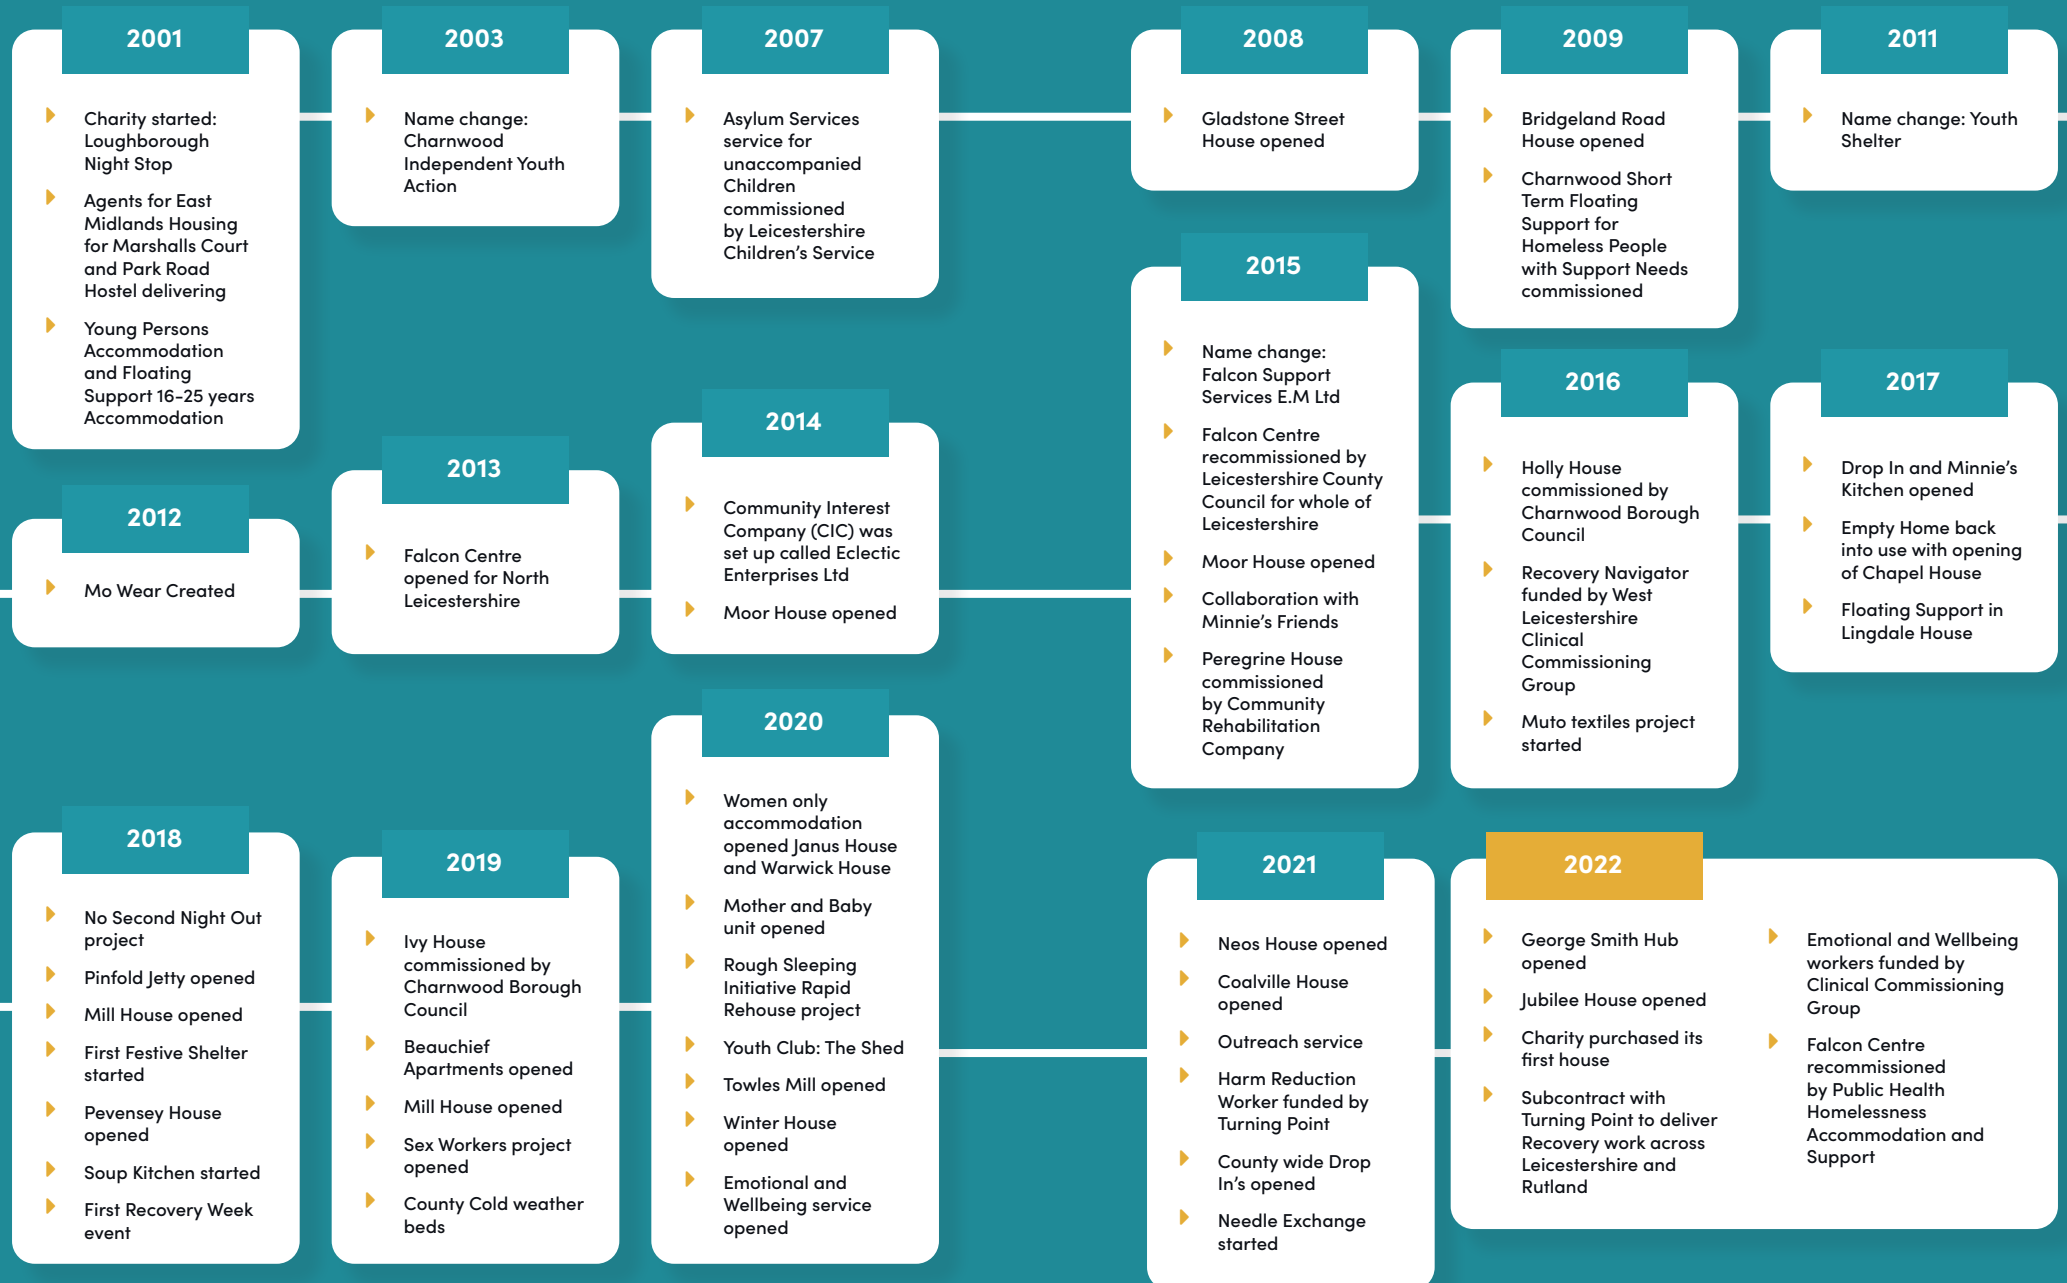 2001
Charity started:
Loughborough
Night Stop
Agents for East
Midlands Housing
for Marshalls Court
and Park Road
Hostel delivering
Young Persons
Accommodation
and Floating
Support 16-25 years
Accommodation
2003
Name change:
Charnwood
Independent Youth
Action
2007
Asylum Services
service for
unaccompanied
Children
commissioned
by Leicestershire
Children’s Service
2008
Gladstone Street
House opened
2009
Bridgeland Road
House opened
Charnwood Short
Term Floating
Support for
Homeless People
with Support Needs
commissioned
2011
Name change: Youth
Shelter
2012
Mo Wear Created
2013
Falcon Centre
opened for North
Leicestershire
2014
Community Interest
Company (CIC) was
set up called Eclectic
Enterprises Ltd
Moor House opened
2015
Name change:
Falcon Support
Services E.M Ltd
Falcon Centre
recommissioned by
Leicestershire County
Council for whole of
Leicestershire
Moor House opened
Collaboration with
Minnie’s Friends
Peregrine House
commissioned
by Community
Rehabilitation
Company
2016
Holly House
commissioned by
Charnwood Borough
Council
Recovery Navigator
funded by West
Leicestershire
Clinical
Commissioning
Group
Muto textiles project
started
2017
Drop In and Minnie’s
Kitchen opened
Empty Home back
into use with opening
of Chapel House
Floating Support in
Lingdale House
2018
No Second Night Out
project
Pinfold Jetty opened
Mill House opened
First Festive Shelter
started
Pevensey House
opened
Soup Kitchen started
First Recovery Week
event
2019
Ivy House
commissioned by
Charnwood Borough
Council
Beauchief
Apartments opened
Mill House opened
Sex Workers project
opened
County Cold weather
beds
2020
Women only
accommodation
opened Janus House
and Warwick House
Mother and Baby
unit opened
Rough Sleeping
Initiative Rapid
Rehouse project
Youth Club: The Shed
Towles Mill opened
Winter House
opened
Emotional and
Wellbeing service
opened
2021
Neos House opened
Coalville House
opened
Outreach service
Harm Reduction
Worker funded by
Turning Point
County wide Drop
In’s opened
Needle Exchange
started
2022
George Smith Hub
opened
Jubilee House opened
Charity purchased its
first house
Subcontract with
Turning Point to deliver
Recovery work across
Leicestershire and
Rutland
Emotional and Wellbeing
workers funded by
Clinical Commissioning
Group
Falcon Centre
recommissioned
by Public Health
Homelessness
Accommodation and
Support